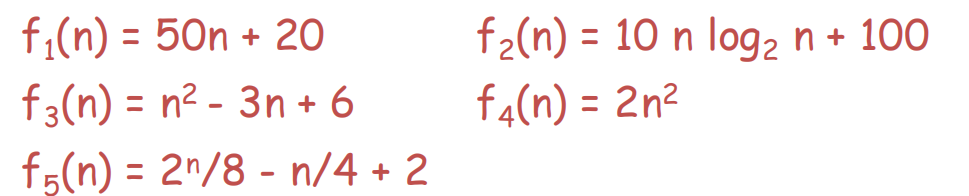 f₁(n) = 50n + 20 f₂(n) = 10 n log₂ n + 100
f₃(n) = n² - 3n + 6 f₄(n) = 2n²
f₅(n) = 2ⁿ/8 - n/4 + 2